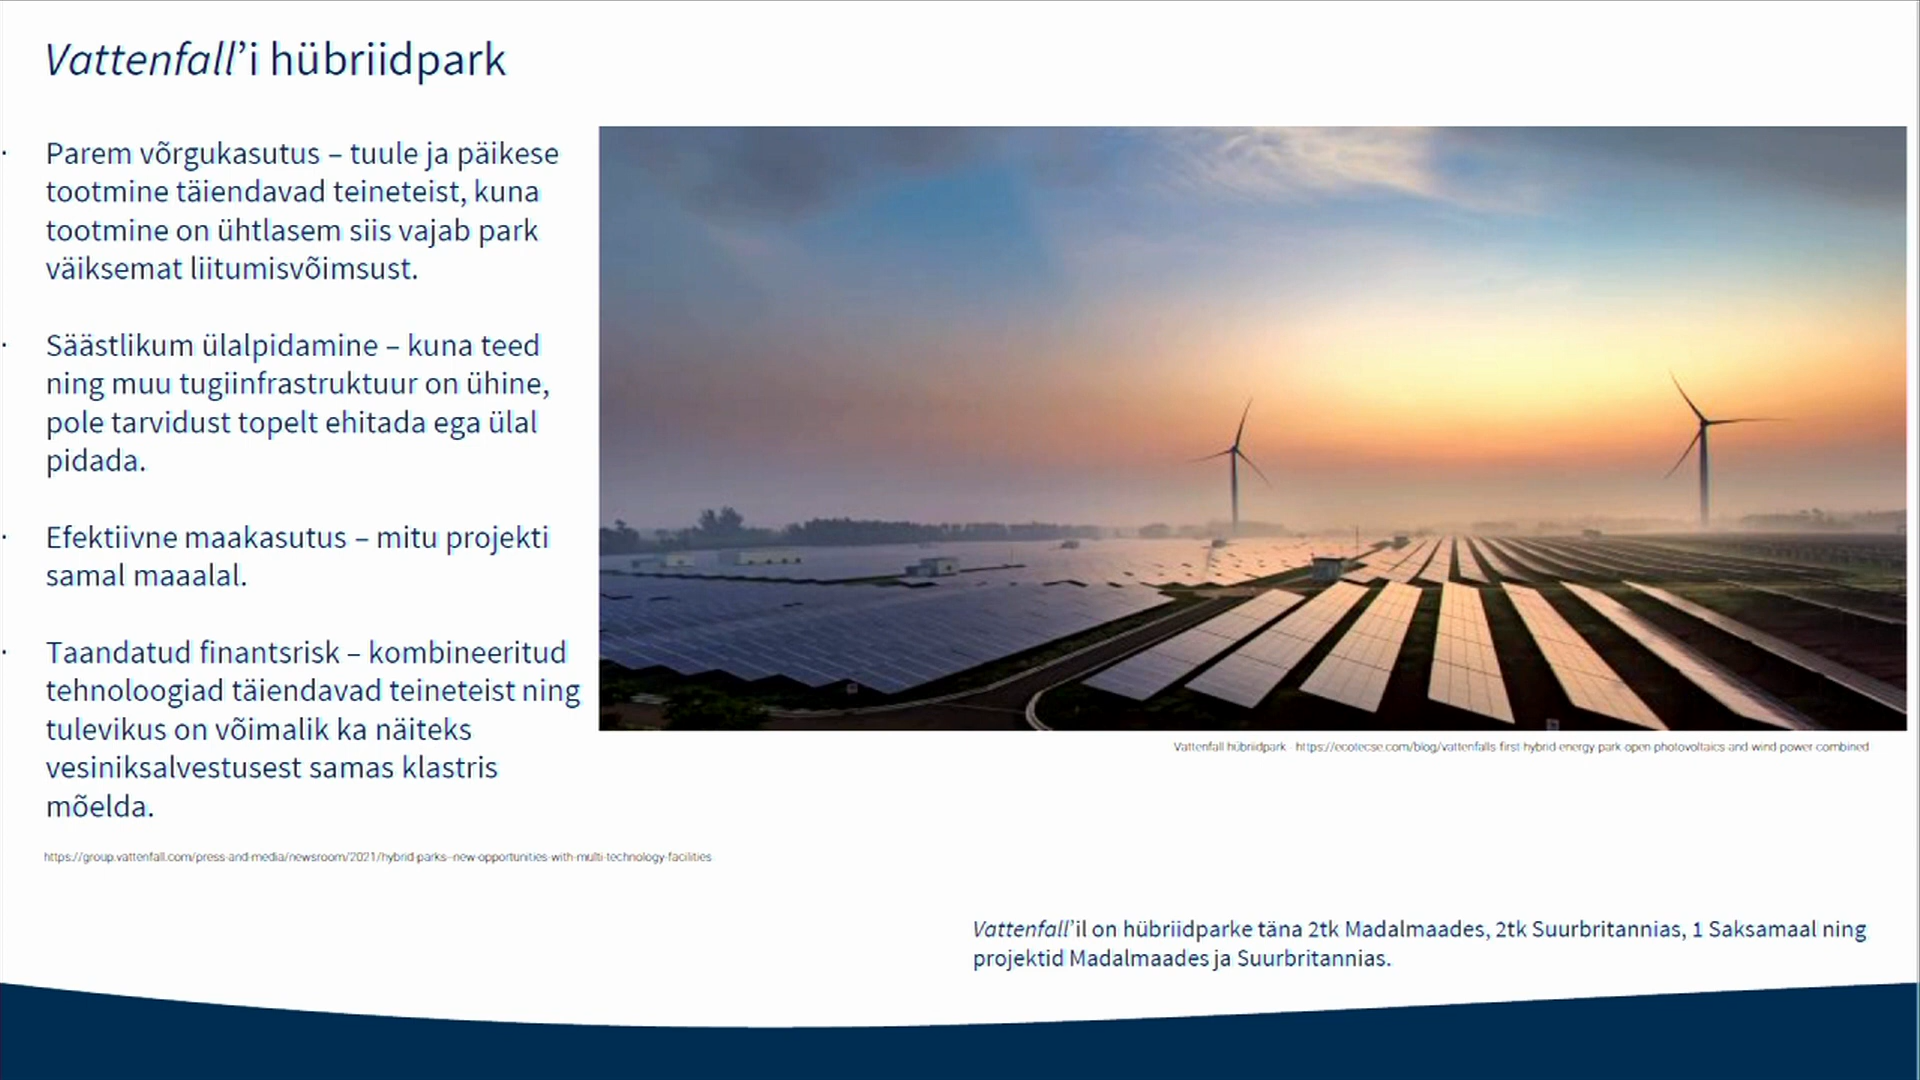 Vattenfall’i hübriidpark
· Parem võrgukasutus – tuule ja päikese
tootmine täiendavad teineteist, kuna
tootmine on ühtlasem siis vajab park
väiksemat liitumisvõimsust.
· Säästlikum ülalpidamine – kuna teed
ning muu tugiinfrastruktuur on ühine,
pole tarvidust topelt ehitada ega ülal
pidada.
· Efektiivne maakasutus – mitu projekti
samal maaalal.
· Taandatud finantsrisk – kombineeritud
tehnoloogiad täiendavad teineteist ning
tulevikus on võimalik ka näiteks
vesiniksalvestusest samas klastris
mõelda.
https://group.vattenfall.com/press-and-media/newsroom/2021/hybrid-parks--new-opportunities-with-multi-technology-facilities
Vattenfall hübriidpark - https://ecotecse.com/blog/vattenfalls-first-hybrid-energy-park-open-photovoltaics-and-wind-power-combined
Vattenfall’il on hübriidparke täna 2tk Madalmaades, 2tk Suurbritannias, 1 Saksamaal ning
projektid Madalmaades ja Suurbritannias.